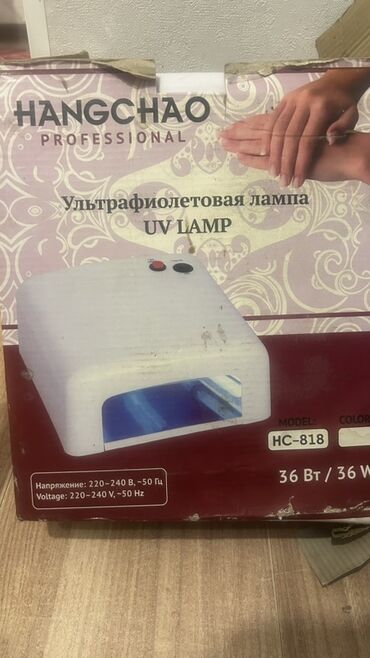 HANGCHAO
PROFESSIONAL
Ультрафиолетовая лампа
UV LAMP
MODEL:
HC-818
Напряжение: 220–240 В, ~50 Гц
Voltage: 220–240 V, ~50 Hz
36 Вт / 36 W